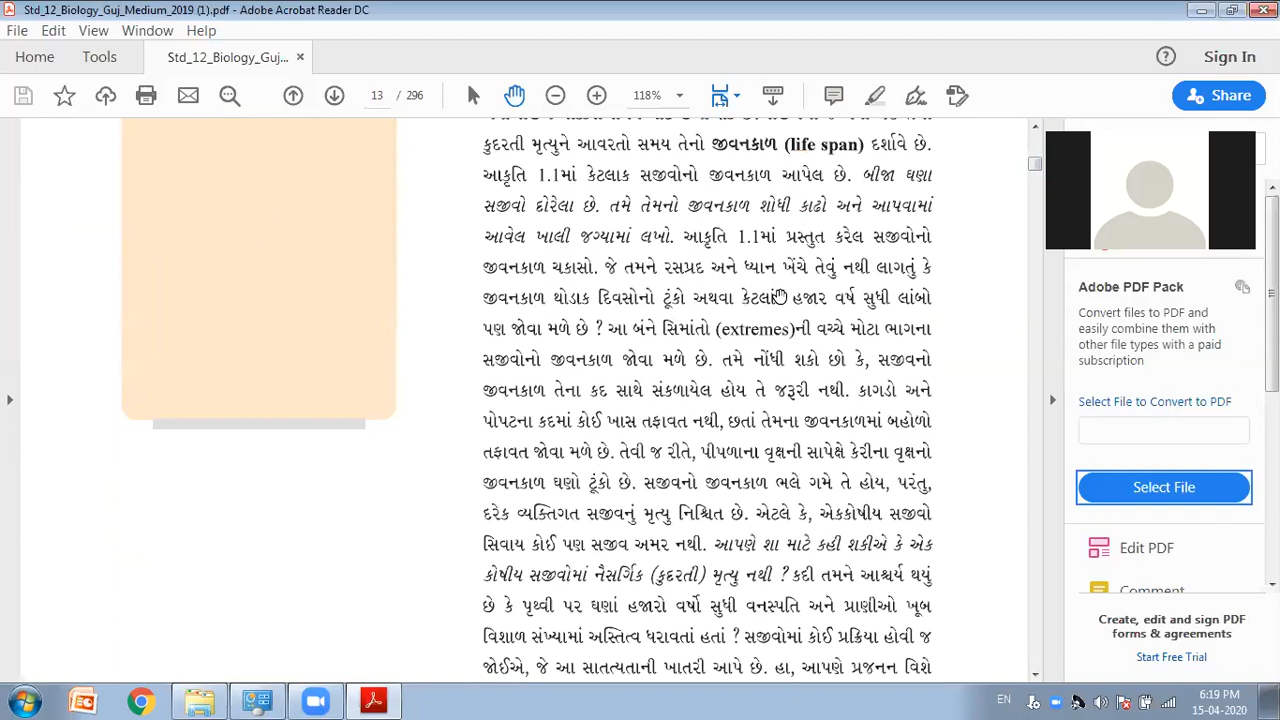 Std_12_Biology_Guj_Medium_2019 (1).pdf - Adobe Acrobat Reader DC
File Edit View Window Help
Home Tools Std_12_Biology_Guj... × Sign In
13 / 296 118% Share
કુદરતી મૃત્યુને આવરતો સમય તેનો જીવનકાળ (life span) દર્શાવે છે.
આકૃતિ 1.1માં કેટલાક સજીવોનો જીવનકાળ આપેલ છે. બીજા ઘણા
સજીવો દોરેલા છે. તમે તેમનો જીવનકાળ શોધી કાઢો અને આપવામાં
આવેલ ખાલી જગ્યામાં લખો. આકૃતિ 1.1માં પ્રસ્તુત કરેલ સજીવોનો
જીવનકાળ ચકાસો. જે તમને રસપ્રદ અને ધ્યાન ખેંચે તેવું નથી લાગતું કે
જીવનકાળ થોડાક દિવસોનો ટૂંકો અથવા કેટલાં હજાર વર્ષ સુધી લાંબો
પણ જોવા મળે છે ? આ બંને સિમાંતો (extremes)ની વચ્ચે મોટા ભાગના
સજીવોનો જીવનકાળ જોવા મળે છે. તમે નોંધી શકો છો કે, સજીવનો
જીવનકાળ તેના કદ સાથે સંકળાયેલ હોય તે જરૂરી નથી. કાગડો અને
પોપટના કદમાં કોઈ ખાસ તફાવત નથી, છતાં તેમના જીવનકાળમાં બહોળો
તફાવત જોવા મળે છે. તેવી જ રીતે, પીપળાના વૃક્ષની સાપેક્ષે કેરીના વૃક્ષનો
જીવનકાળ ઘણો ટૂંકો છે. સજીવનો જીવનકાળ ભલે ગમે તે હોય, પરંતુ,
દરેક વ્યક્તિગત સજીવનું મૃત્યુ નિશ્ચિત છે. એટલે કે, એકકોષીય સજીવો
સિવાય કોઈ પણ સજીવ અમર નથી. આપણે શા માટે કહી શકીએ કે એક
કોષીય સજીવોમાં નૈસર્ગિક (કુદરતી) મૃત્યુ નથી ? કદી તમને આશ્ચર્ય થયું
છે કે પૃથ્વી પર ઘણાં હજારો વર્ષો સુધી વનસ્પતિ અને પ્રાણીઓ ખૂબ
વિશાળ સંખ્યામાં અસ્તિત્વ ધરાવતાં હતાં ? સજીવોમાં કોઈ પ્રક્રિયા હોવી જ
જોઈએ, જે આ સાતત્યતાની ખાતરી આપે છે. હા, આપણે પ્રજનન વિશે
Adobe PDF Pack
Convert files to PDF and
easily combine them with
other file types with a paid
subscription
Select File to Convert to PDF
Select File
Edit PDF
Comment
Create, edit and sign PDF
forms & agreements
Start Free Trial
EN 6:19 PM
15-04-2020